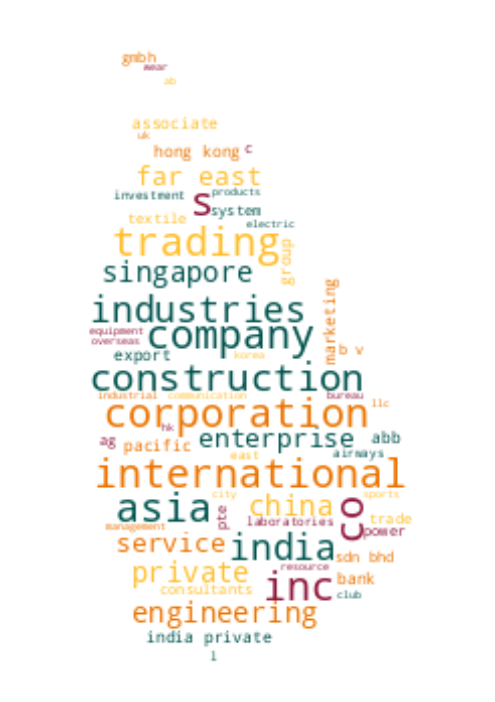 gmbh
wear
ab
associate
uk
hong kong c
far east
investment products
s system
textile electric
trading group
singapore
industries marketing
equipment company
overseas b v
export korea
construction
industrial communication bureau
corporation llc
hk
ag pacific enterprise abb
east airways
international
city sports
asia pte china co
laboratories trade
management power
service india
sdn bhd
resource
private inc bank
consultants club
engineering
india private
l